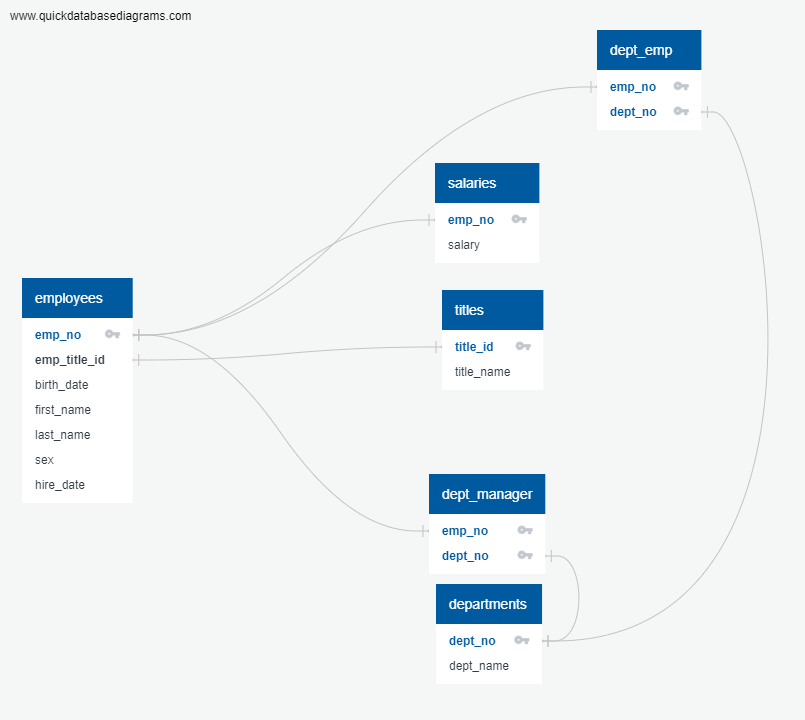 www.quickdatabasediagrams.com
dept_emp
emp_no
dept_no
salaries
emp_no
salary
employees
emp_no
emp_title_id
birth_date
first_name
last_name
sex
hire_date
titles
title_id
title_name
dept_manager
emp_no
dept_no
departments
dept_no
dept_name